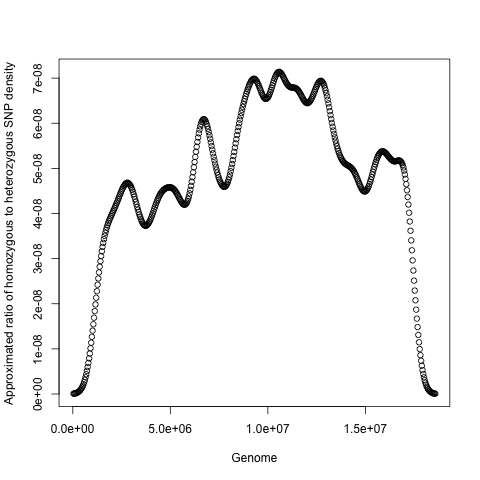 Approximated ratio of homozygous to heterozygous SNP density
7e-08
6e-08
5e-08
4e-08
3e-08
2e-08
1e-08
0e+00
0.0e+00 5.0e+06 1.0e+07 1.5e+07
Genome